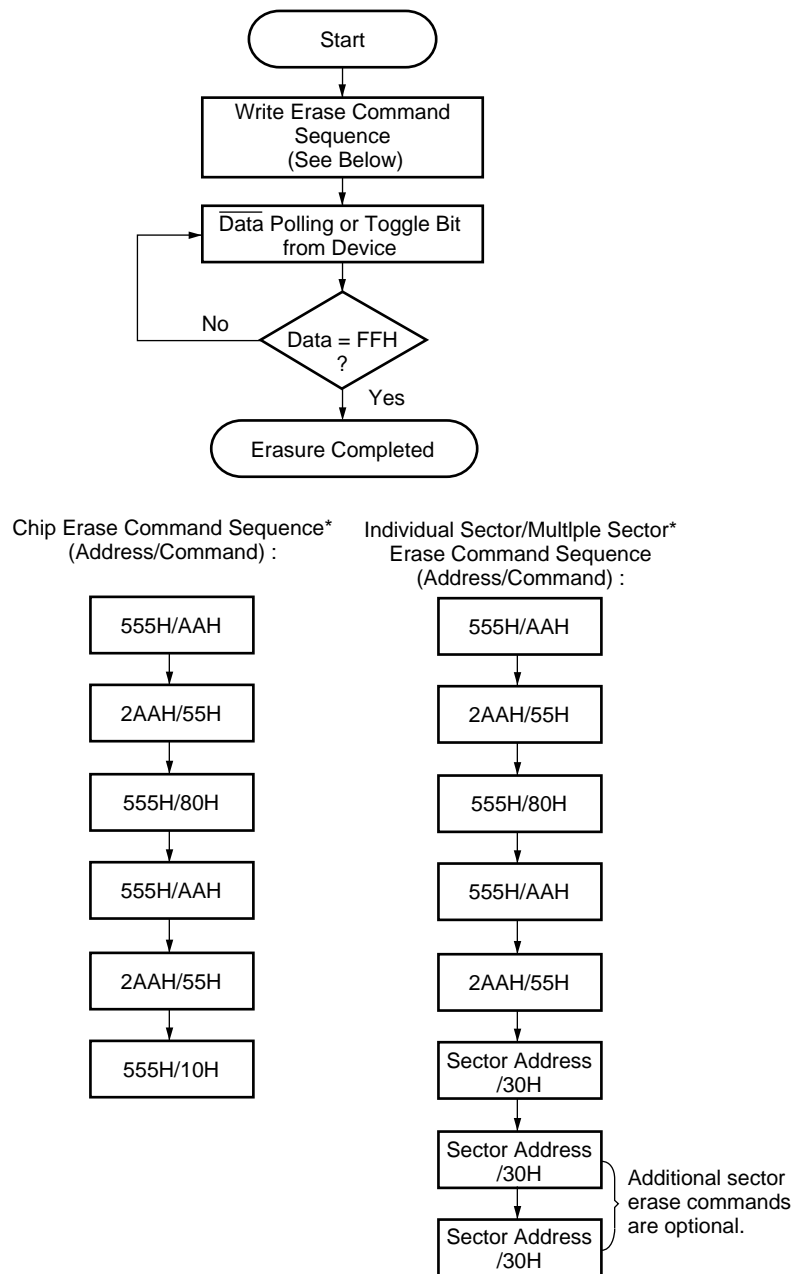 Start
Write Erase Command
Sequence
(See Below)
Data Polling or Toggle Bit
from Device
No
Data = FFH
?
Yes
Erasure Completed
Chip Erase Command Sequence*
(Address/Command) :
555H/AAH
2AAH/55H
555H/80H
555H/AAH
2AAH/55H
555H/10H
Individual Sector/Multlple Sector*
Erase Command Sequence
(Address/Command) :
555H/AAH
2AAH/55H
555H/80H
555H/AAH
2AAH/55H
Sector Address
/30H
Sector Address
/30H
Sector Address
/30H
Additional sector
erase commands
are optional.